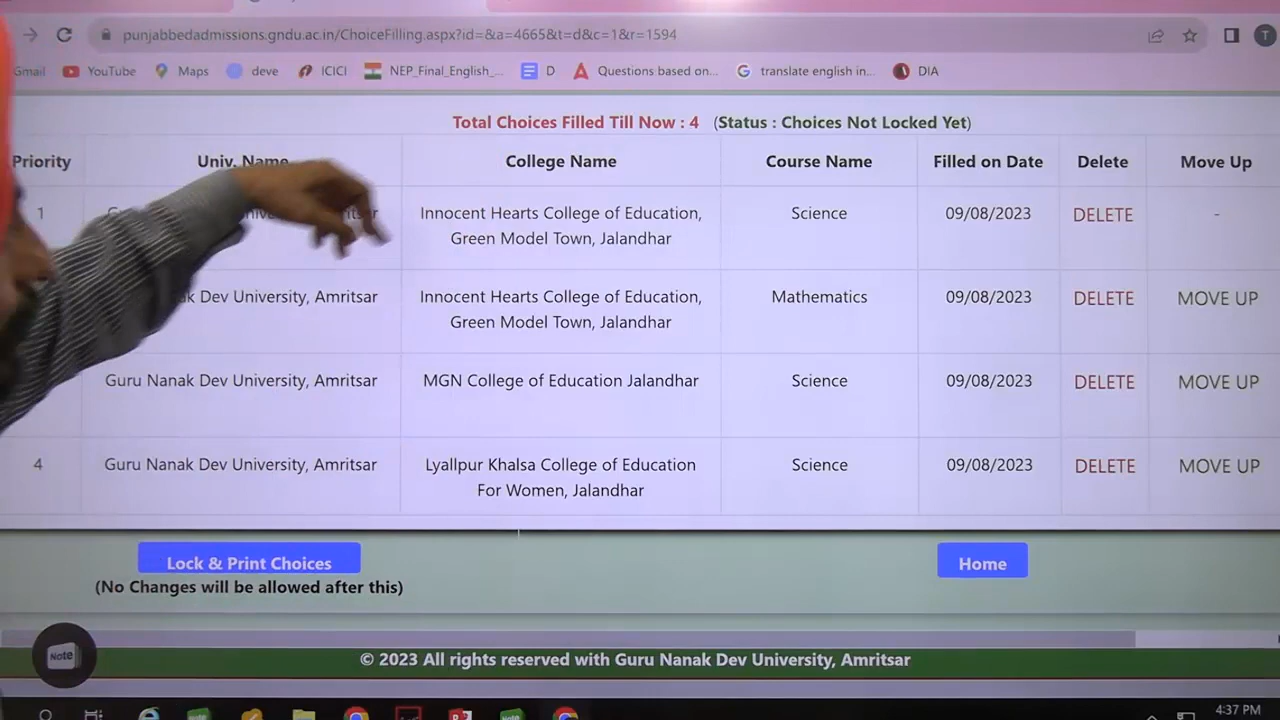 punjabbedadmissions.gndu.ac.in/ChoiceFilling.aspx?id=&a=4665&t=d&c=1&r=1594
T
Gmail YouTube Maps deve ICICI NEP_Final_English_... D Questions based on... translate english in... DIA
Total Choices Filled Till Now : 4 (Status : Choices Not Locked Yet)
Priority Univ. Name College Name Course Name Filled on Date Delete Move Up
1 Innocent Hearts College of Education, Science 09/08/2023 DELETE -
Green Model Town, Jalandhar
Dev University, Amritsar Innocent Hearts College of Education, Mathematics 09/08/2023 DELETE MOVE UP
Green Model Town, Jalandhar
Guru Nanak Dev University, Amritsar MGN College of Education Jalandhar Science 09/08/2023 DELETE MOVE UP
4 Guru Nanak Dev University, Amritsar Lyallpur Khalsa College of Education Science 09/08/2023 DELETE MOVE UP
For Women, Jalandhar
Lock & Print Choices Home
(No Changes will be allowed after this)
Note
© 2023 All rights reserved with Guru Nanak Dev University, Amritsar
4:37 PM